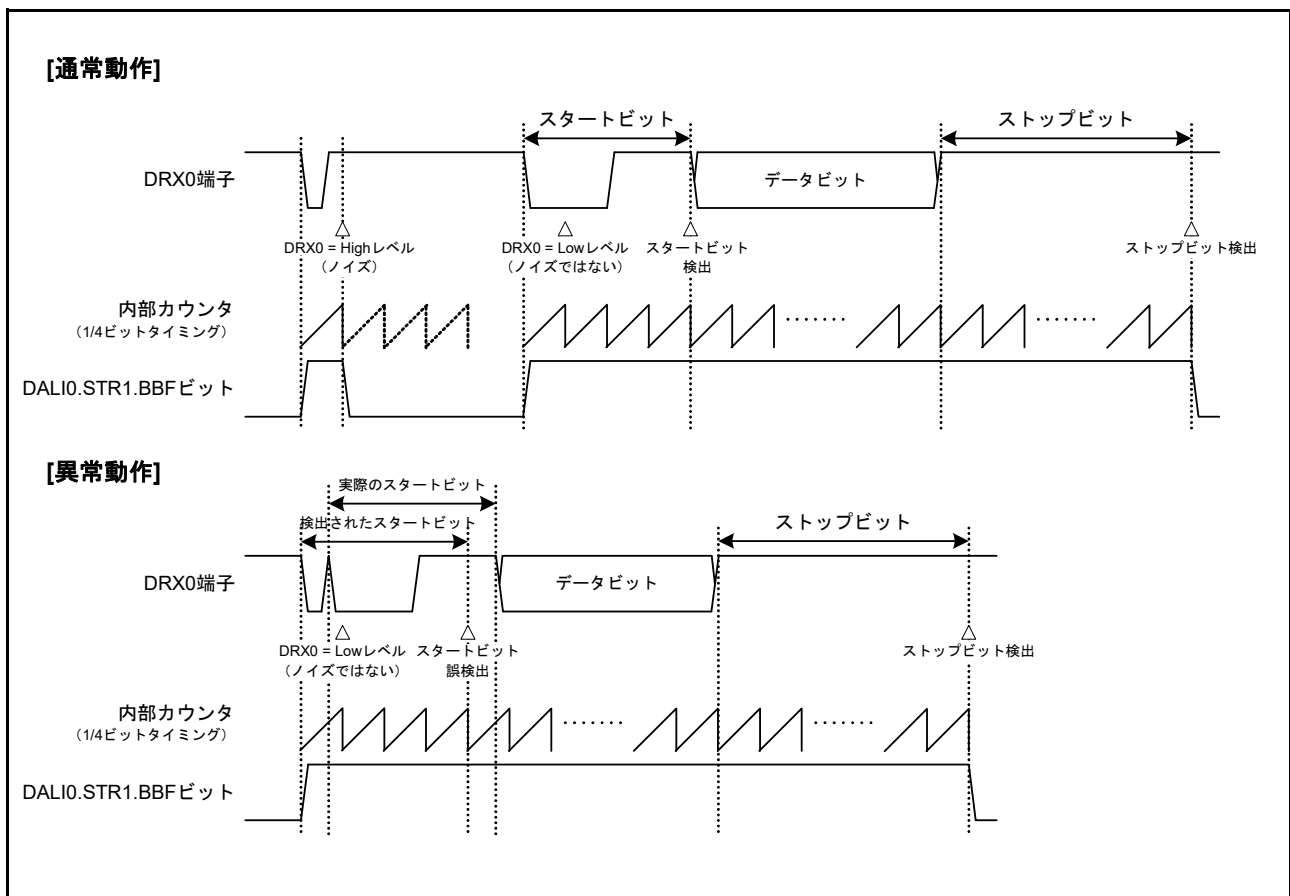 [通常動作]
スタートビット
ストップビット
DRX0端子
データビット
DRX0 = Highレベル
(ノイズ)
DRX0 = Lowレベル
(ノイズではない)
スタートビット
検出
ストップビット検出
内部カウンタ
(1/4ビットタイミング)
DALI0.STR1.BBFビット
[異常動作]
実際のスタートビット
検出されたスタートビット
ストップビット
DRX0端子
データビット
DRX0 = Lowレベル
(ノイズではない)
スタートビット
誤検出
ストップビット検出
内部カウンタ
(1/4ビットタイミング)
DALI0.STR1.BBFビット